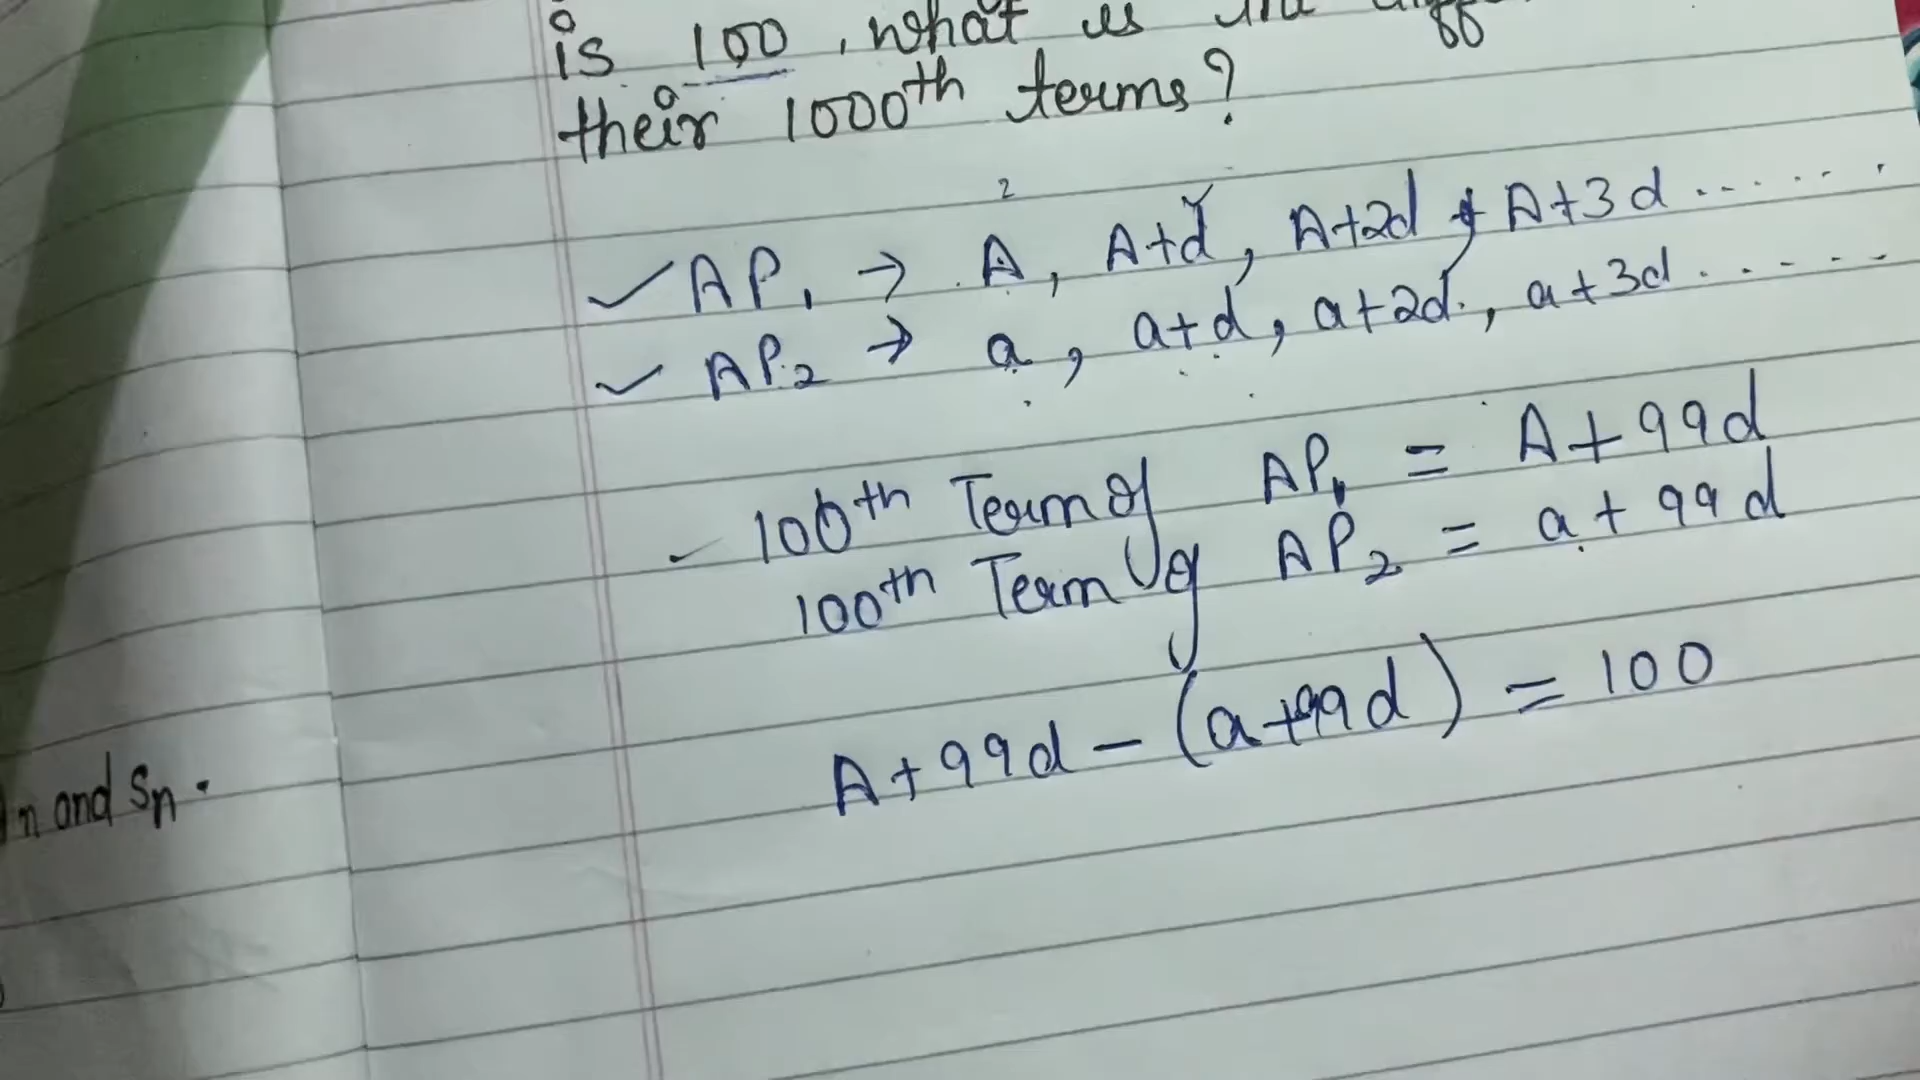 is 100, what is the
their 1000th terms?
✓ AP1 → A, A+d, A+2d, A+3d ......
✓ AP2 → a, a+d, a+2d, a+3d ......
100th Term of AP1 = A+99d
100th Term of AP2 = a+99d
A+99d-(a+99d) = 100
n and Sn.